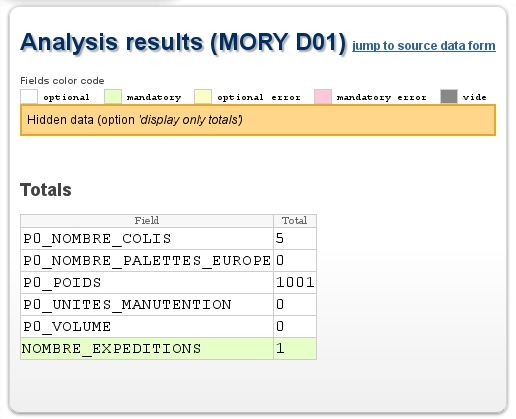 Analysis results (MORY D01) jump to source data form
Fields color code
optional mandatory optional error mandatory error vide
Hidden data (option 'display only totals')
Totals
Field Total
P0_NOMBRE_COLIS 5
P0_NOMBRE_PALETTES_EUROPE 0
P0_POIDS 1001
P0_UNITES_MANUTENTION 0
P0_VOLUME 0
NOMBRE_EXPEDITIONS 1